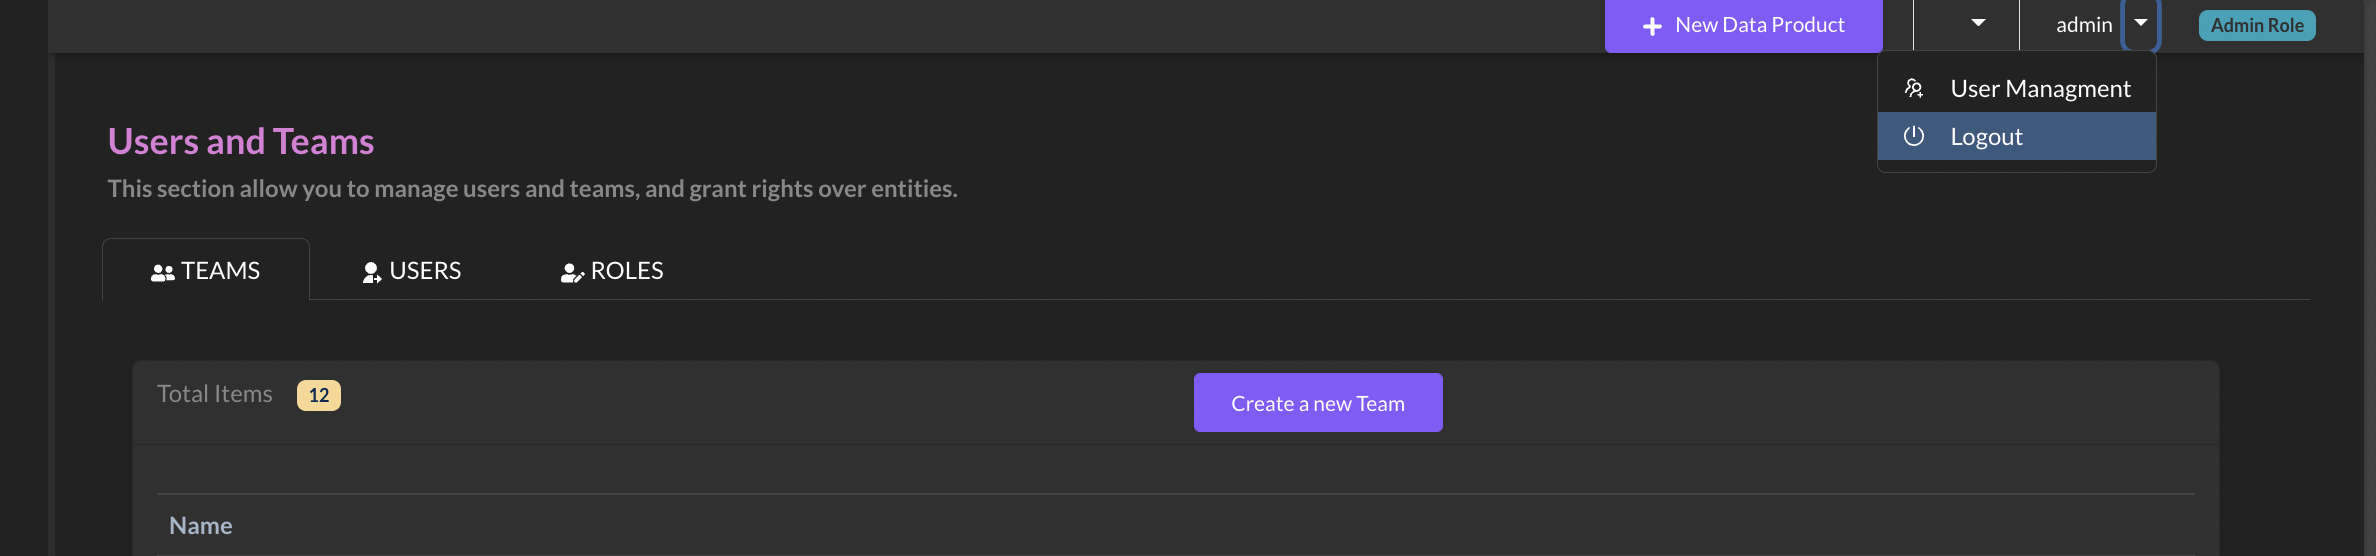 New Data Product
admin
Admin Role
User Managment
Logout
Users and Teams
This section allow you to manage users and teams, and grant rights over entities.
TEAMS
USERS
ROLES
Total Items 12
Create a new Team
Name